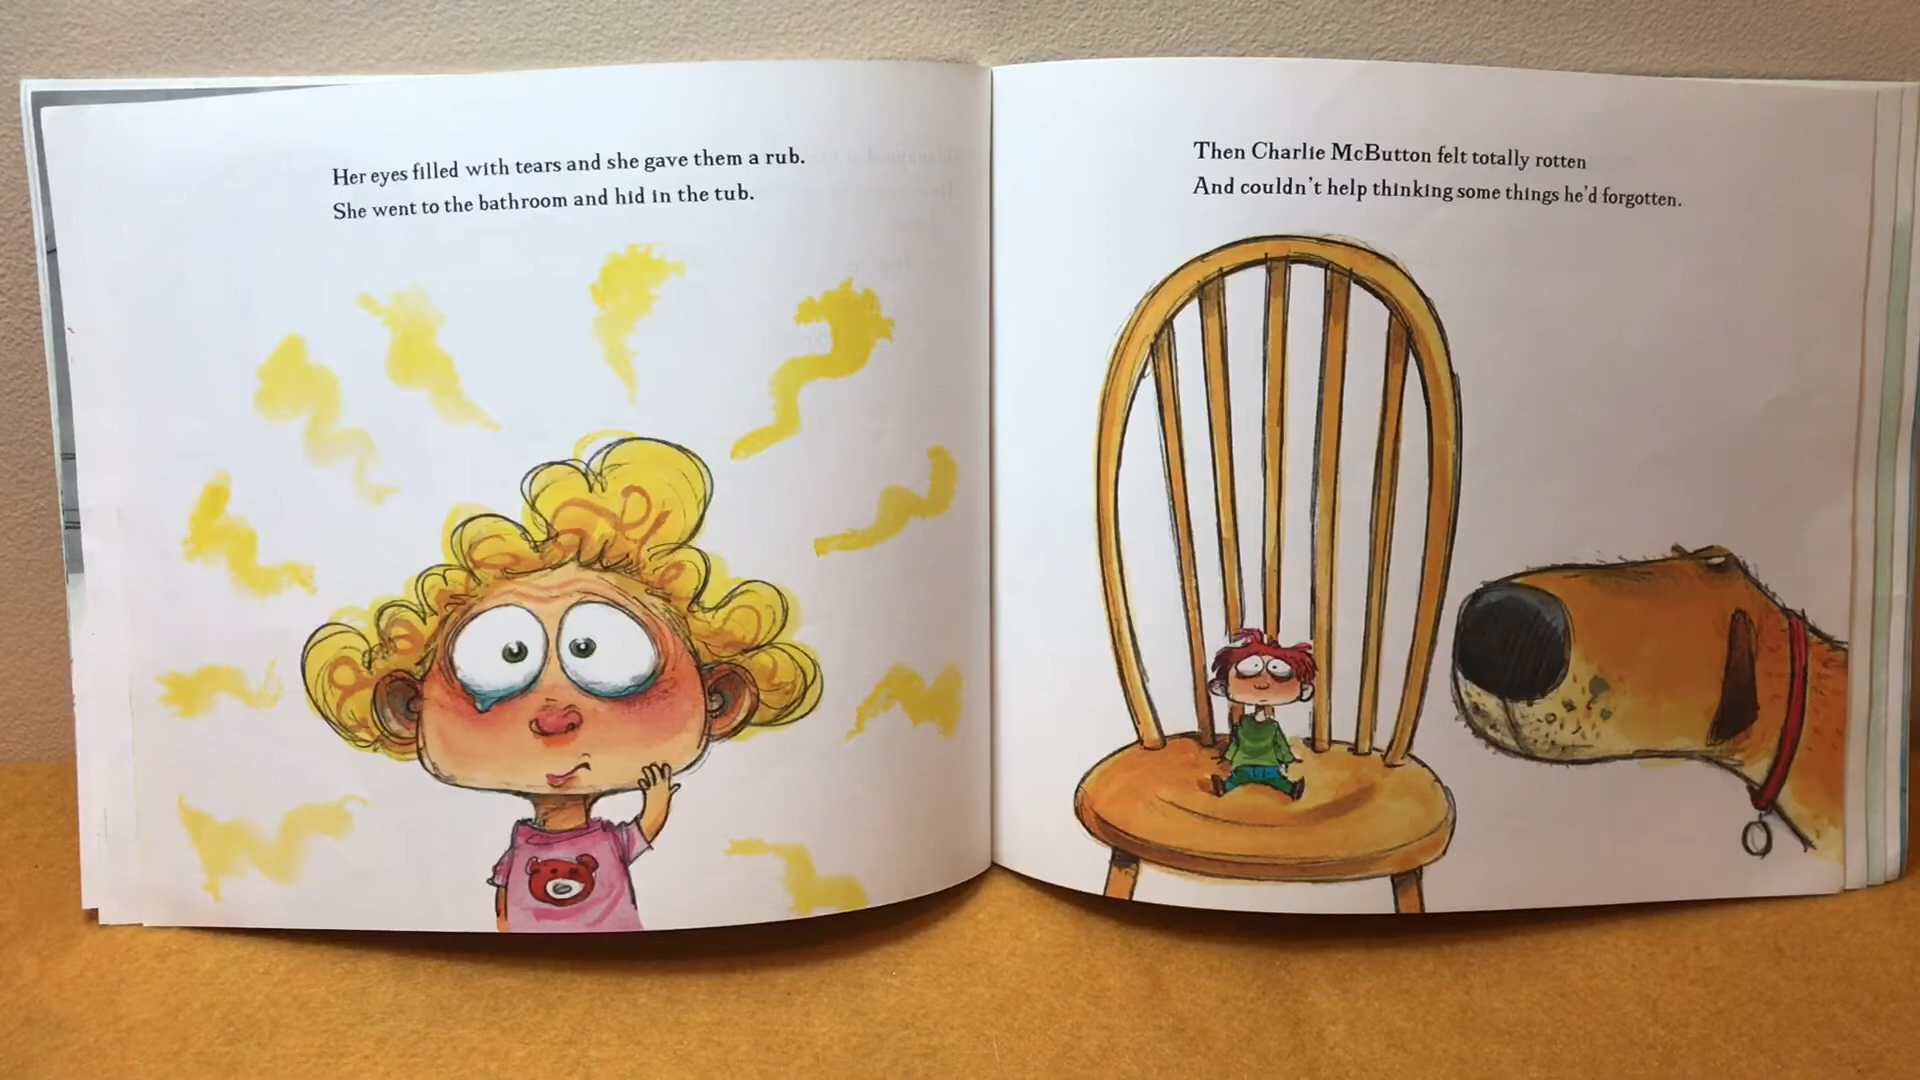 Her eyes filled with tears and she gave them a rub.
She went to the bathroom and hid in the tub.
Then Charlie McButton felt totally rotten
And couldn't help thinking some things he'd forgotten.